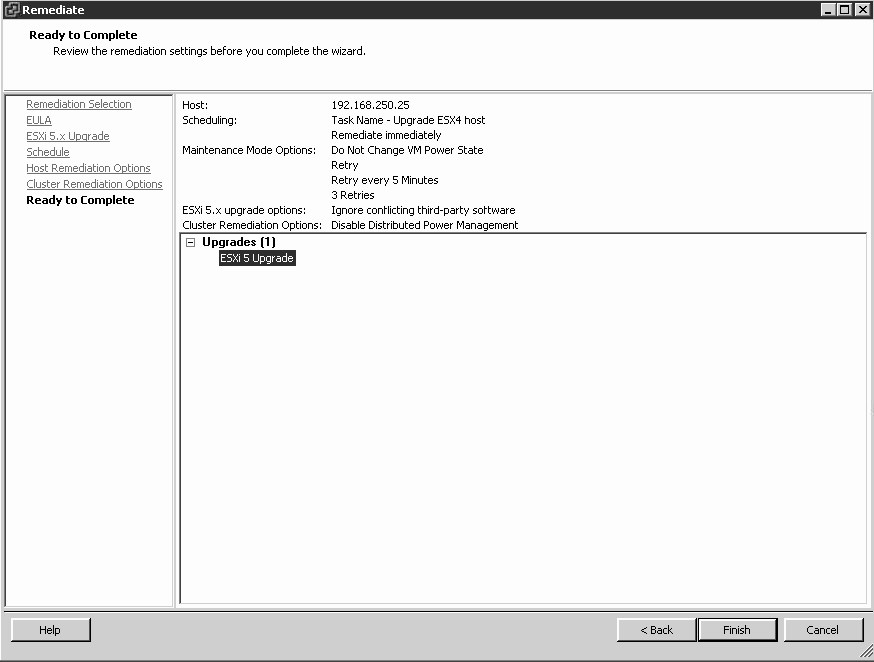 Remediate
Ready to Complete
Review the remediation settings before you complete the wizard.
Remediation Selection
EULA
ESXi 5.x Upgrade
Schedule
Host Remediation Options
Cluster Remediation Options
Ready to Complete
Host: 192.168.250.25
Scheduling: Task Name - Upgrade ESX4 host
Remediate immediately
Maintenance Mode Options: Do Not Change VM Power State
Retry
Retry every 5 Minutes
3 Retries
ESXi 5.x upgrade options: Ignore conflicting third-party software
Cluster Remediation Options: Disable Distributed Power Management
Upgrades (1)
ESXi 5 Upgrade
Help
< Back
Finish
Cancel